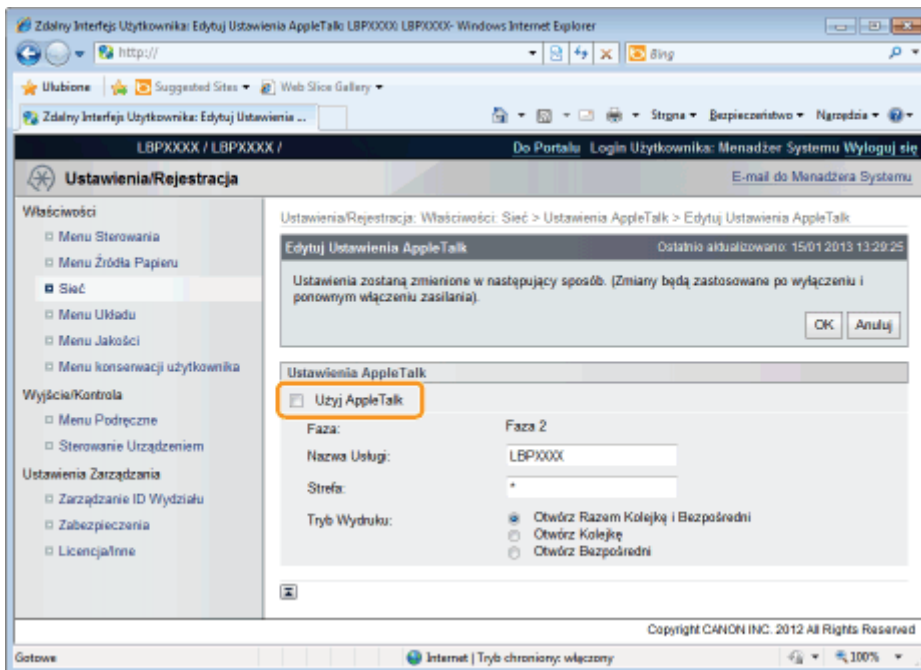 Zdalny Interfejs Użytkownika: Edytuj Ustawienia AppleTalk: LBPXXXX: LBPXXXX- Windows Internet Explorer
http://
Bing
Ulubione Suggested Sites Web Slice Gallery
Zdalny Interfejs Użytkownika: Edytuj Ustawienia ...
Strona Bezpieczeństwo Narzędzia
LBPXXXX / LBPXXXX /
Do Portalu Login Użytkownika: Menadżer Systemu Wyloguj się
Ustawienia/Rejestracja
E-mail do Menadżera Systemu
Właściwości
Menu Sterowania
Menu Źródła Papieru
Sieć
Menu Układu
Menu Jakości
Menu konserwacji użytkownika
Wyjście/Kontrola
Menu Podręczne
Sterowanie Urządzeniem
Ustawienia Zarządzania
Zarządzanie ID Wydziału
Zabezpieczenia
Licencja/Inne
Ustawienia/Rejestracja: Właściwości: Sieć > Ustawienia AppleTalk > Edytuj Ustawienia AppleTalk
Edytuj Ustawienia AppleTalk
Ostatnio aktualizowano: 15/01 2013 13:29:25
Ustawienia zostaną zmienione w następujący sposób. (Zmiany będą zastosowane po wyłączeniu i
ponownym włączeniu zasilania).
OK Anuluj
Ustawienia AppleTalk
Użyj AppleTalk
Faza: Faza 2
Nazwa Usługi: LBPXXXX
Strefa: *
Tryb Wydruku: Otwórz Razem Kolejkę i Bezpośredni
Otwórz Kolejkę
Otwórz Bezpośredni
Copyright CANON INC. 2012 All Rights Reserved
Gotowe
Internet | Tryb chroniony: włączony
100%